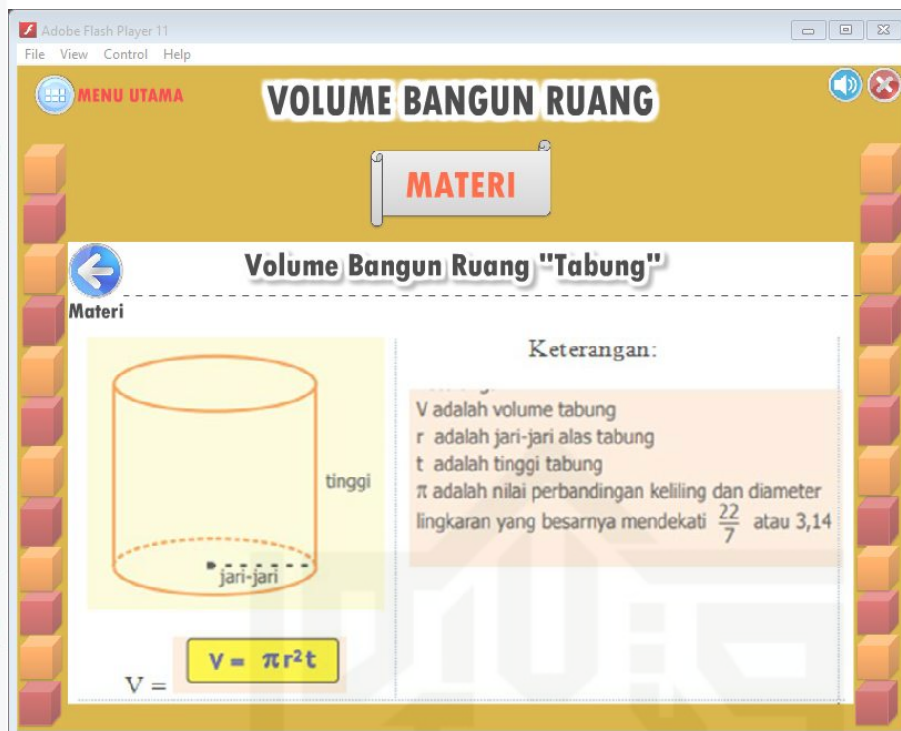 Adobe Flash Player 11
File View Control Help
MENU UTAMA
VOLUME BANGUN RUANG
MATERI
Volume Bangun Ruang "Tabung"
Materi
tinggi
jari-jari
V =
V = πr²t
Keterangan:
V adalah volume tabung
r adalah jari-jari alas tabung
t adalah tinggi tabung
π adalah nilai perbandingan keliling dan diameter
lingkaran yang besarnya mendekati 22/7 atau 3,14